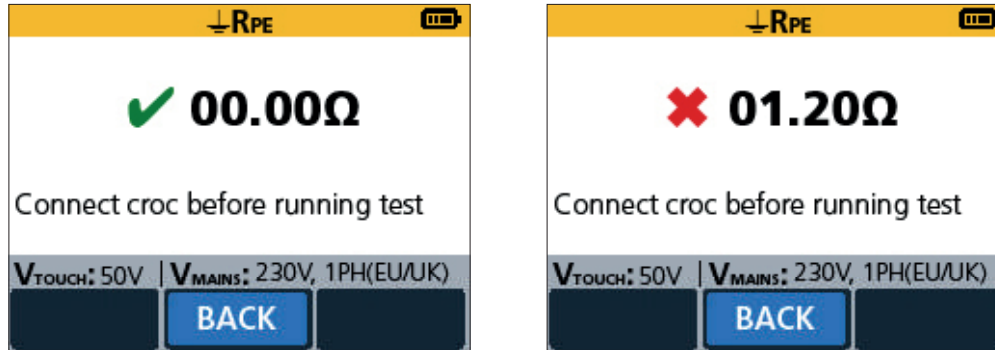 ⏚RPE
✔ 00.00Ω
Connect croc before running test
VTOUCH: 50V | VMAINS: 230V, 1PH(EU/UK)
BACK
⏚RPE
✖ 01.20Ω
Connect croc before running test
VTOUCH: 50V | VMAINS: 230V, 1PH(EU/UK)
BACK